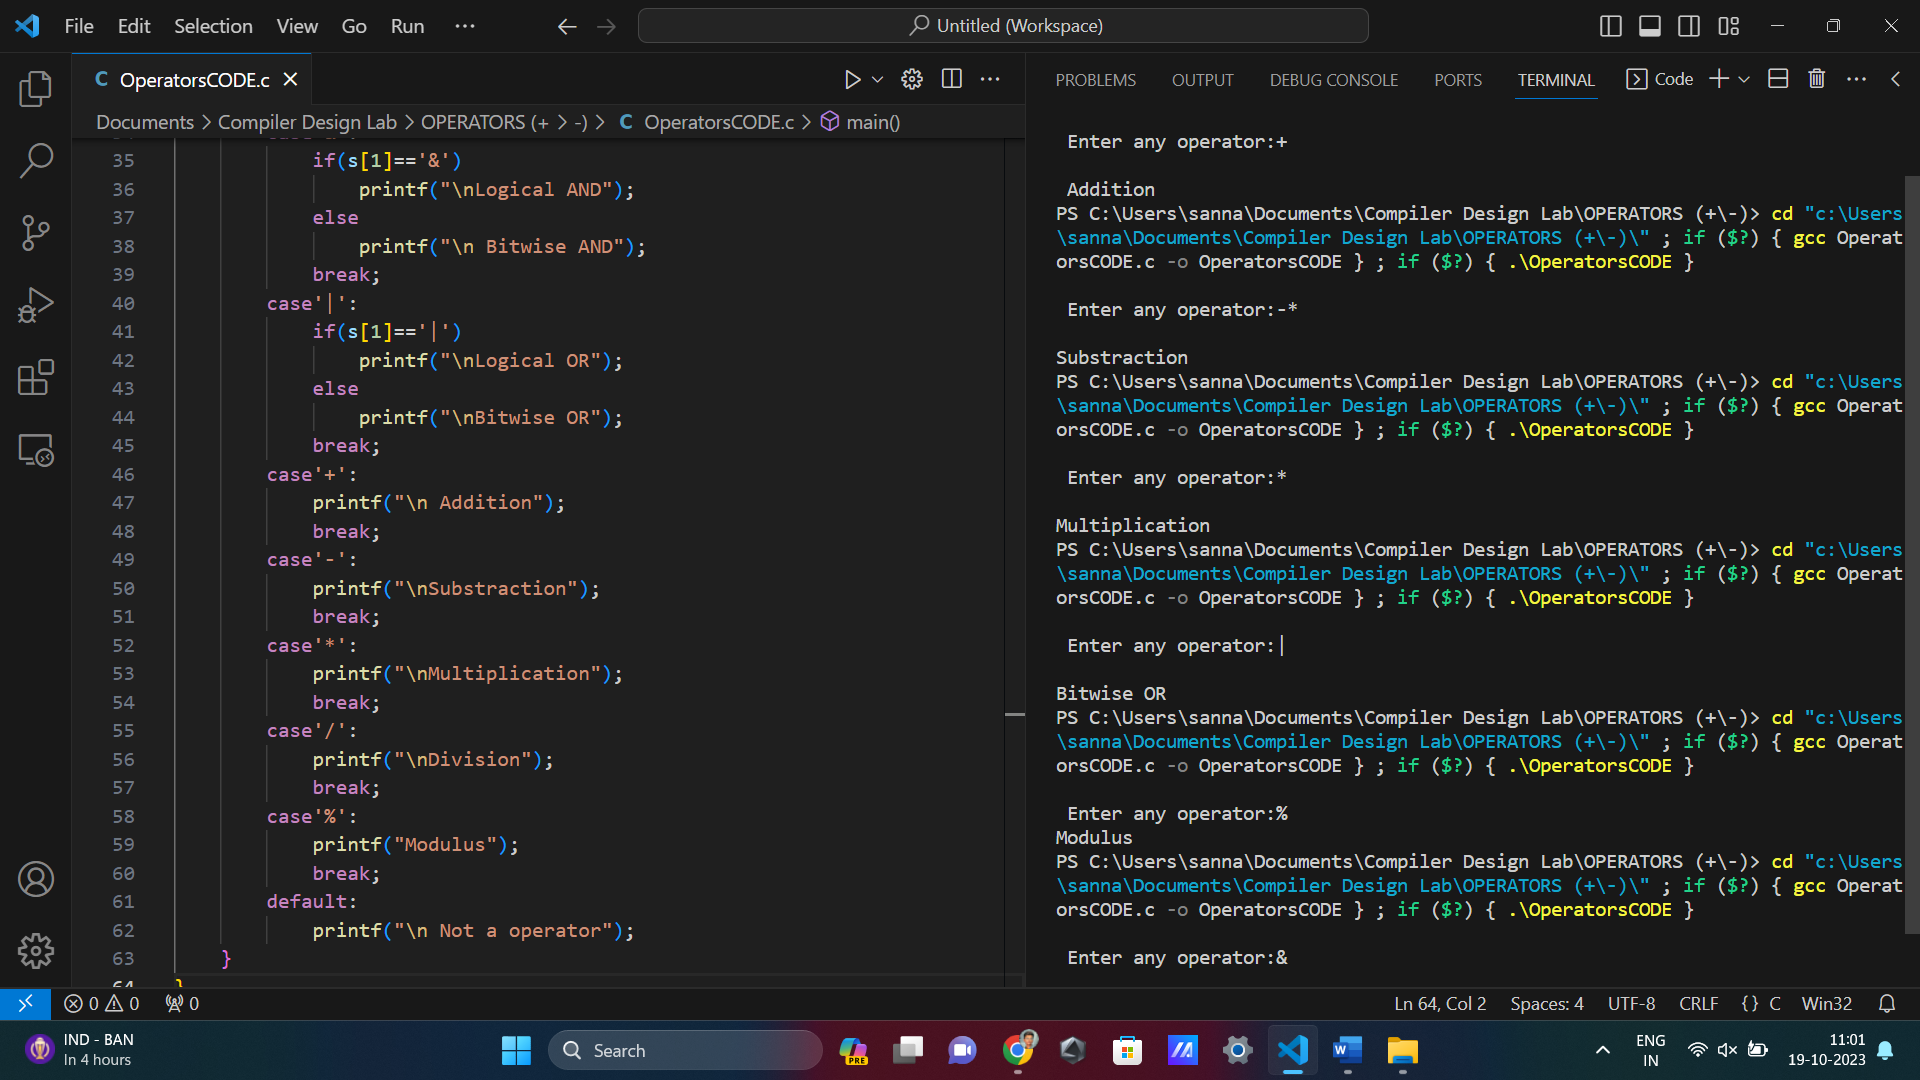 File Edit Selection View Go Run ··· Untitled (Workspace)
C OperatorsCODE.c
Documents > Compiler Design Lab > OPERATORS (+ > -) > C OperatorsCODE.c > main()
35 if(s[1]=='&')
36 printf("\nLogical AND");
37 else
38 printf("\n Bitwise AND");
39 break;
40 case'|':
41 if(s[1]=='|')
42 printf("\nLogical OR");
43 else
44 printf("\nBitwise OR");
45 break;
46 case'+':
47 printf("\n Addition");
48 break;
49 case'-':
50 printf("\nSubstraction");
51 break;
52 case'*':
53 printf("\nMultiplication");
54 break;
55 case'/':
56 printf("\nDivision");
57 break;
58 case'%':
59 printf("Modulus");
60 break;
61 default:
62 printf("\n Not a operator");
63 }
64 }
PROBLEMS OUTPUT DEBUG CONSOLE PORTS TERMINAL Code
Enter any operator:+
Addition
PS C:\Users\sanna\Documents\Compiler Design Lab\OPERATORS (+\-)> cd "c:\Users
\sanna\Documents\Compiler Design Lab\OPERATORS (+\-)\" ; if ($?) { gcc Operat
orsCODE.c -o OperatorsCODE } ; if ($?) { .\OperatorsCODE }
Enter any operator:-*
Substraction
PS C:\Users\sanna\Documents\Compiler Design Lab\OPERATORS (+\-)> cd "c:\Users
\sanna\Documents\Compiler Design Lab\OPERATORS (+\-)\" ; if ($?) { gcc Operat
orsCODE.c -o OperatorsCODE } ; if ($?) { .\OperatorsCODE }
Enter any operator:*
Multiplication
PS C:\Users\sanna\Documents\Compiler Design Lab\OPERATORS (+\-)> cd "c:\Users
\sanna\Documents\Compiler Design Lab\OPERATORS (+\-)\" ; if ($?) { gcc Operat
orsCODE.c -o OperatorsCODE } ; if ($?) { .\OperatorsCODE }
Enter any operator:|
Bitwise OR
PS C:\Users\sanna\Documents\Compiler Design Lab\OPERATORS (+\-)> cd "c:\Users
\sanna\Documents\Compiler Design Lab\OPERATORS (+\-)\" ; if ($?) { gcc Operat
orsCODE.c -o OperatorsCODE } ; if ($?) { .\OperatorsCODE }
Enter any operator:%
Modulus
PS C:\Users\sanna\Documents\Compiler Design Lab\OPERATORS (+\-)> cd "c:\Users
\sanna\Documents\Compiler Design Lab\OPERATORS (+\-)\" ; if ($?) { gcc Operat
orsCODE.c -o OperatorsCODE } ; if ($?) { .\OperatorsCODE }
Enter any operator:&
0 0 0 Ln 64, Col 2 Spaces: 4 UTF-8 CRLF {} C Win32
IND - BAN
In 4 hours
Search
PRE
ENG
IN
11:01
19-10-2023